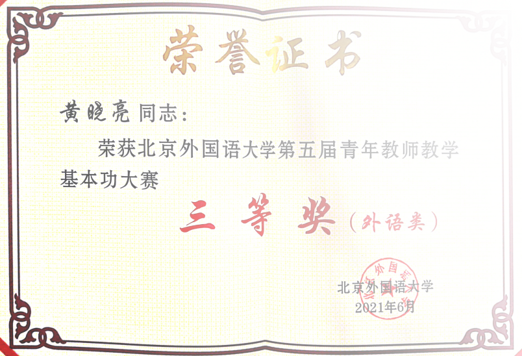 荣誉证书
黄晓亮 同志：
荣获北京外国语大学第五届青年教师教学
基本功大赛
三等奖（外语类）
北京外国语大学
2021年6月